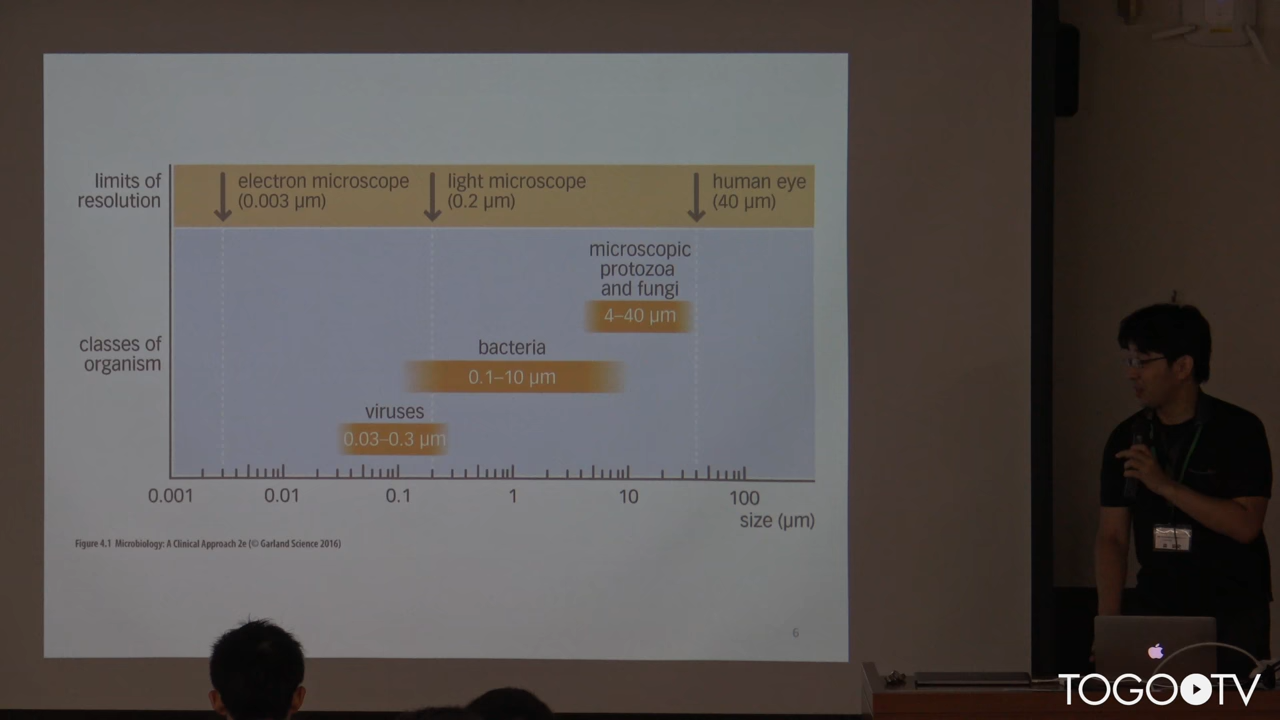 limits of
resolution
electron microscope
(0.003 µm)
light microscope
(0.2 µm)
human eye
(40 µm)
microscopic
protozoa
and fungi
4–40 µm
classes of
organism
bacteria
0.1–10 µm
viruses
0.03–0.3 µm
0.001 0.01 0.1 1 10 100
size (µm)
Figure 4.1 Microbiology: A Clinical Approach 2e (© Garland Science 2016)
6
TOGO TV